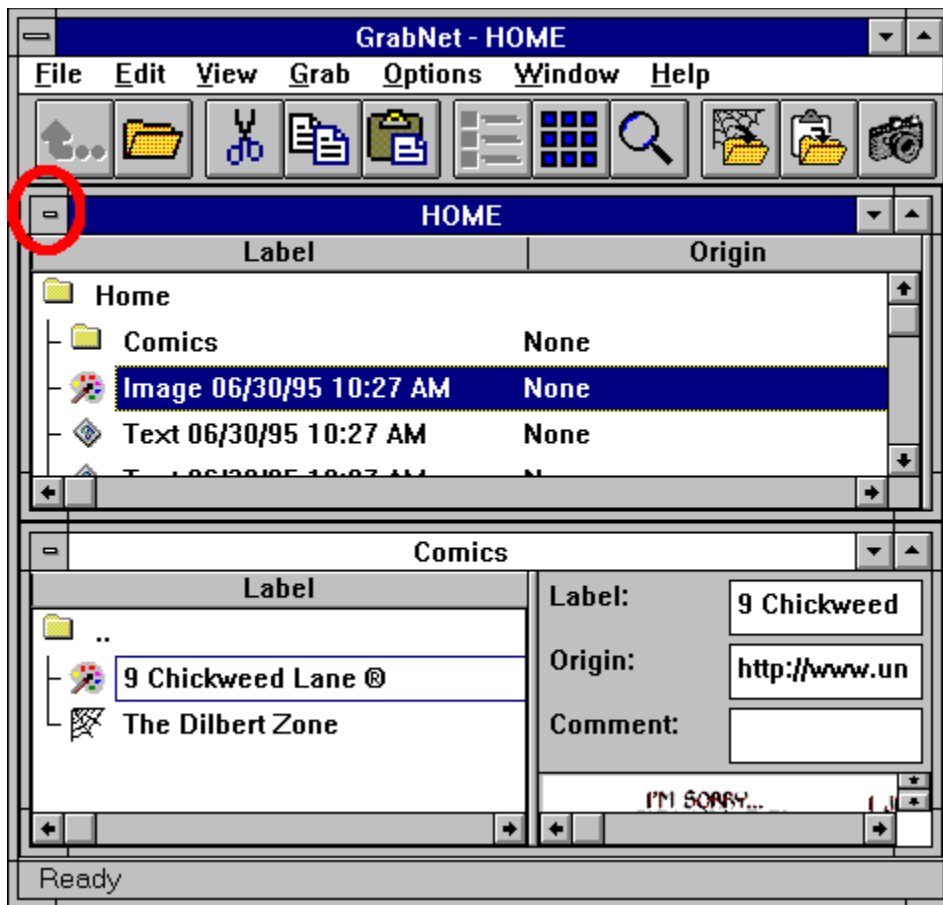 GrabNet - HOME
File Edit View Grab Options Window Help
HOME
Label Origin
Home
Comics None
Image 06/30/95 10:27 AM None
Text 06/30/95 10:27 AM None
Comics
Label
..
9 Chickweed Lane ®
The Dilbert Zone
Label: 9 Chickweed
Origin: http://www.un
Comment:
I'M SORRY...
Ready